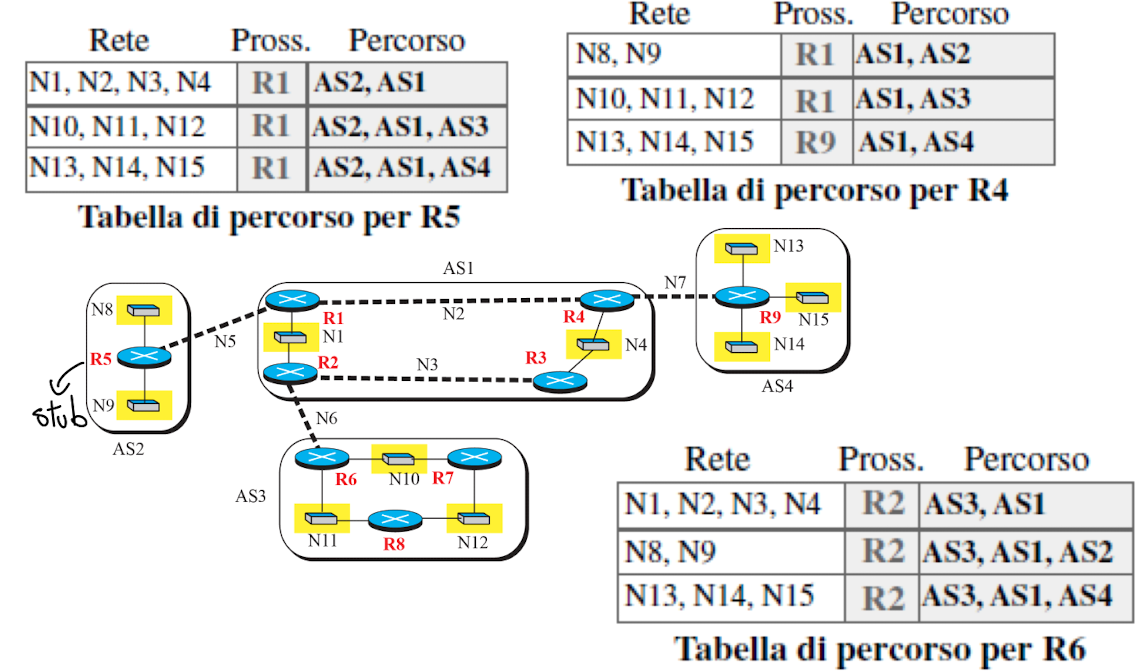 Rete Pross. Percorso
N1, N2, N3, N4 R1 AS2, AS1
N10, N11, N12 R1 AS2, AS1, AS3
N13, N14, N15 R1 AS2, AS1, AS4
Tabella di percorso per R5
Rete Pross. Percorso
N8, N9 R1 AS1, AS2
N10, N11, N12 R1 AS1, AS3
N13, N14, N15 R9 AS1, AS4
Tabella di percorso per R4
N8
R5
stub
N9
AS2
N5
AS1
R1
N2
R4
N1
R2
N3
R3
N4
N7
N13
R9
N15
N14
AS4
N6
AS3
R6
N10
R7
N11
R8
N12
Rete Pross. Percorso
N1, N2, N3, N4 R2 AS3, AS1
N8, N9 R2 AS3, AS1, AS2
N13, N14, N15 R2 AS3, AS1, AS4
Tabella di percorso per R6